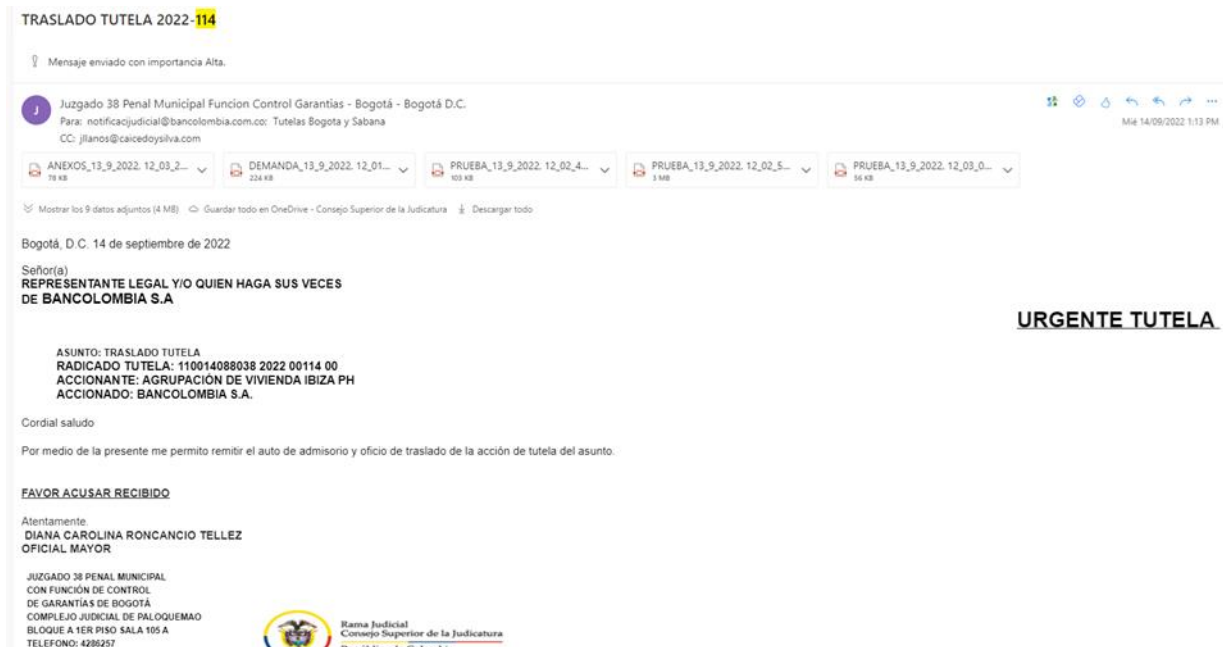 TRASLADO TUTELA 2022-114
Mensaje enviado con importancia Alta.
J
Juzgado 38 Penal Municipal Funcion Control Garantias - Bogotá - Bogotá D.C.
Para: notificacijudicial@bancolombia.com.co; Tutelas Bogota y Sabana
CC: jllanos@caicedoysilva.com
Mié 14/09/2022 1:13 PM
ANEXOS_13_9_2022. 12_03_2...
78 KB
DEMANDA_13_9_2022. 12_01...
224 KB
PRUEBA_13_9_2022. 12_02_4...
103 KB
PRUEBA_13_9_2022. 12_02_5...
3 MB
PRUEBA_13_9_2022. 12_03_0...
56 KB
Mostrar los 9 datos adjuntos (4 MB) Guardar todo en OneDrive - Consejo Superior de la Judicatura Descargar todo
Bogotá, D.C. 14 de septiembre de 2022
Señor(a)
REPRESENTANTE LEGAL Y/O QUIEN HAGA SUS VECES
DE BANCOLOMBIA S.A
URGENTE TUTELA
ASUNTO: TRASLADO TUTELA
RADICADO TUTELA: 110014088038 2022 00114 00
ACCIONANTE: AGRUPACIÓN DE VIVIENDA IBIZA PH
ACCIONADO: BANCOLOMBIA S.A.
Cordial saludo
Por medio de la presente me permito remitir el auto de admisorio y oficio de traslado de la acción de tutela del asunto.
FAVOR ACUSAR RECIBIDO
Atentamente.
DIANA CAROLINA RONCANCIO TELLEZ
OFICIAL MAYOR
JUZGADO 38 PENAL MUNICIPAL
CON FUNCIÓN DE CONTROL
DE GARANTÍAS DE BOGOTÁ
COMPLEJO JUDICIAL DE PALOQUEMAO
BLOQUE A 1ER PISO SALA 105 A
TELEFONO: 4286257
Rama Judicial
Consejo Superior de la Judicatura